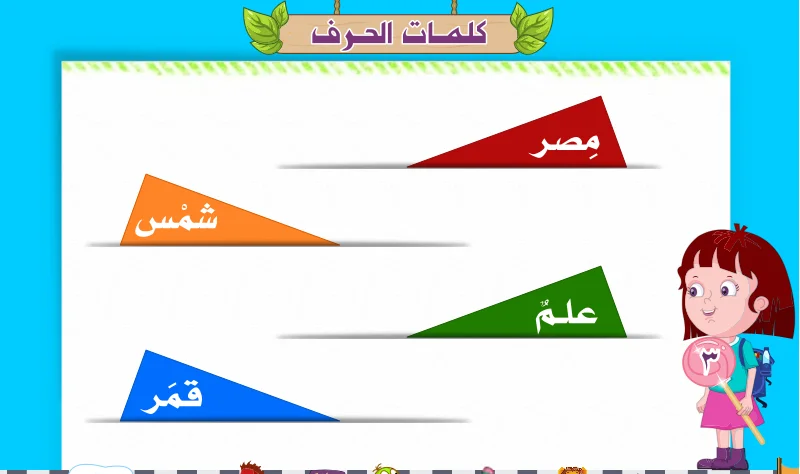 كلمات الحرف
مِصر
شمْس
علمٌ
قمَر
٣